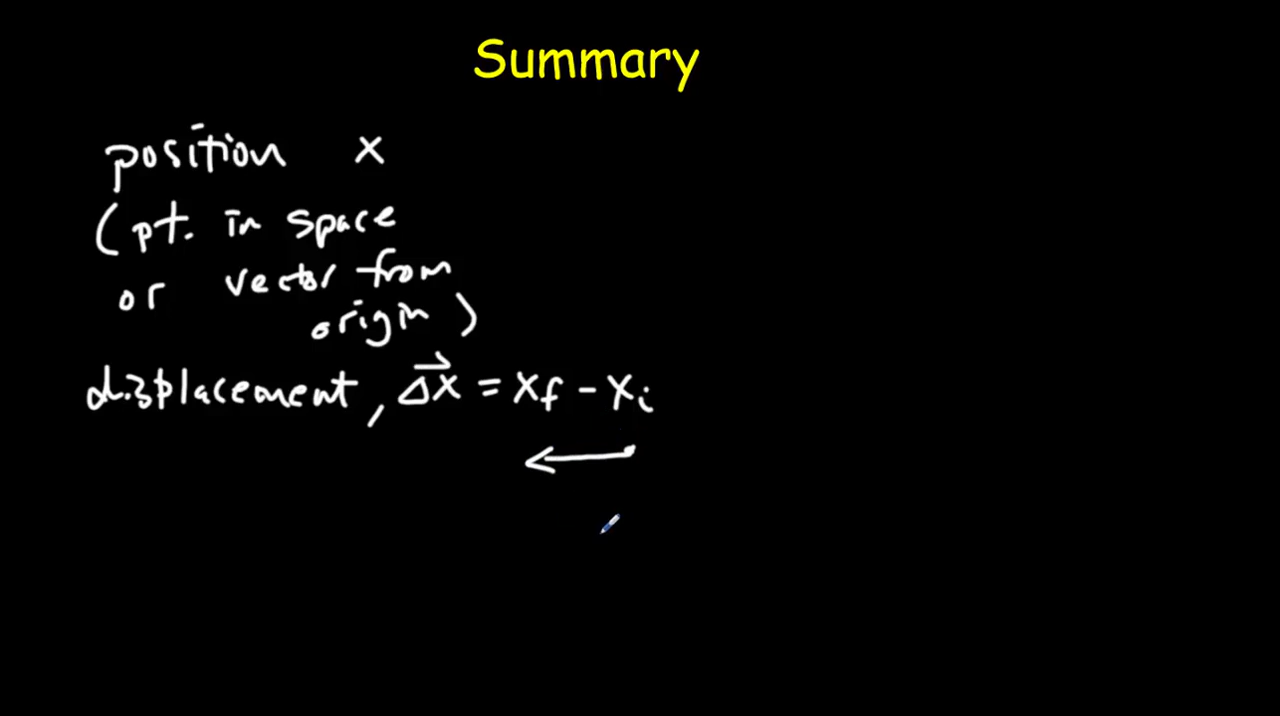 Summary
position x
(pt. in space
or vector from
origin)
displacement, Δx⃗ = xf - xi